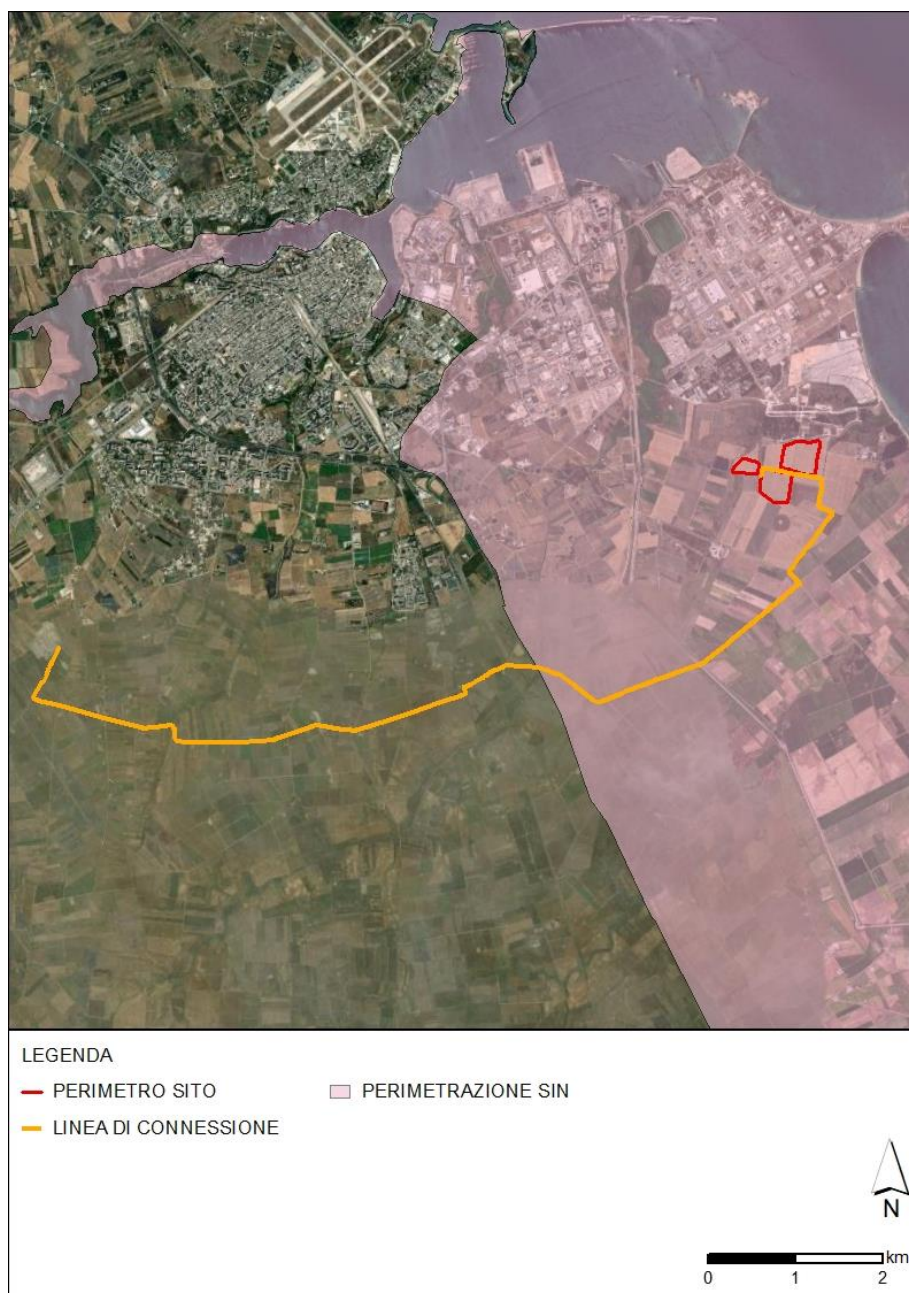 LEGENDA
PERIMETRO SITO
PERIMETRAZIONE SIN
LINEA DI CONNESSIONE
N
km
0 1 2